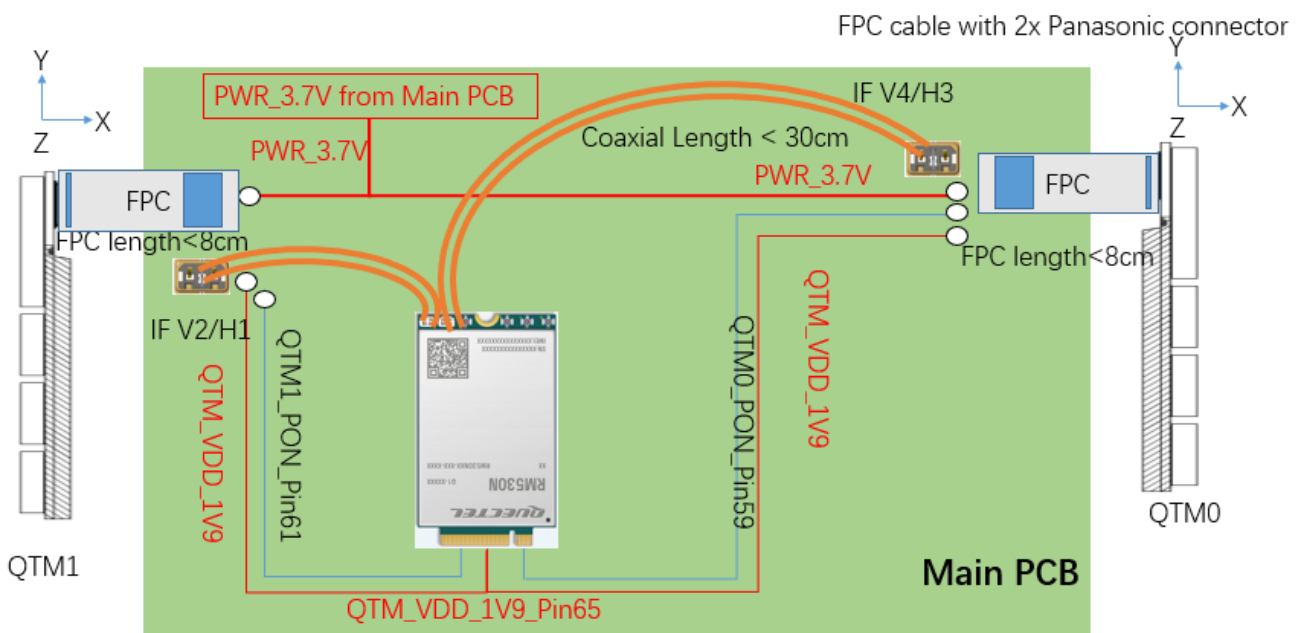 FPC cable with 2x Panasonic connector
Y
X
Z
Y
X
Z
PWR_3.7V from Main PCB
IF V4/H3
PWR_3.7V
Coaxial Length < 30cm
PWR_3.7V
FPC
FPC
FPC length<8cm
FPC length<8cm
IF V2/H1
QTM_VDD_1V9
QTM1_PON_Pin61
QTM0_PON_Pin59
QTM_VDD_1V9
RM530N
QUECTEL
QTM0
QTM1
Main PCB
QTM_VDD_1V9_Pin65